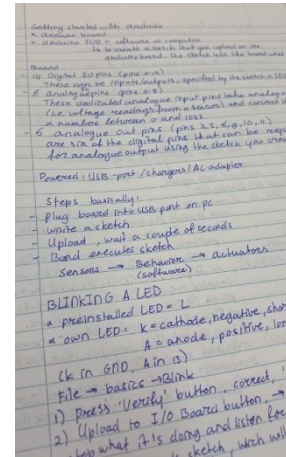 Getting started with arduino
* arduino board
* arduino IDE = software on computer
to create a sketch that you upload on the
arduino board, the sketch tells the board what
Board
- 14 Digital IO pins (pins 0-13)
These can be inputs/outputs, specified by the sketch in IDE
- 6 analogue pins (pins 0-5)
These dedicated analogue input pins take analogue
(i.e. voltage readings from a sensor) and convert it
a number between 0 and 1023.
- 6 analogue out pins (pins 3, 5, 6, 9, 10, 11)
are six of the digital pins that can be
for analogue output using the sketch you create
Powered: USB-port / chargers / AC adapter
Steps basically:
- Plug board into USB port on pc
- write a sketch
- Upload, wait a couple of seconds
- Board executes sketch
Sensors → Behavior → actuators
(software)
BLINKING A LED
* preinstalled LED = L
* own LED: K = cathode, negative,
A = anode, positive,
(K in GND, A in 13)
File → basics → Blink
1) Press 'Verify' button, correct,
2) Upload to I/O Board button, →
what it's doing and listen for
sketch, which will